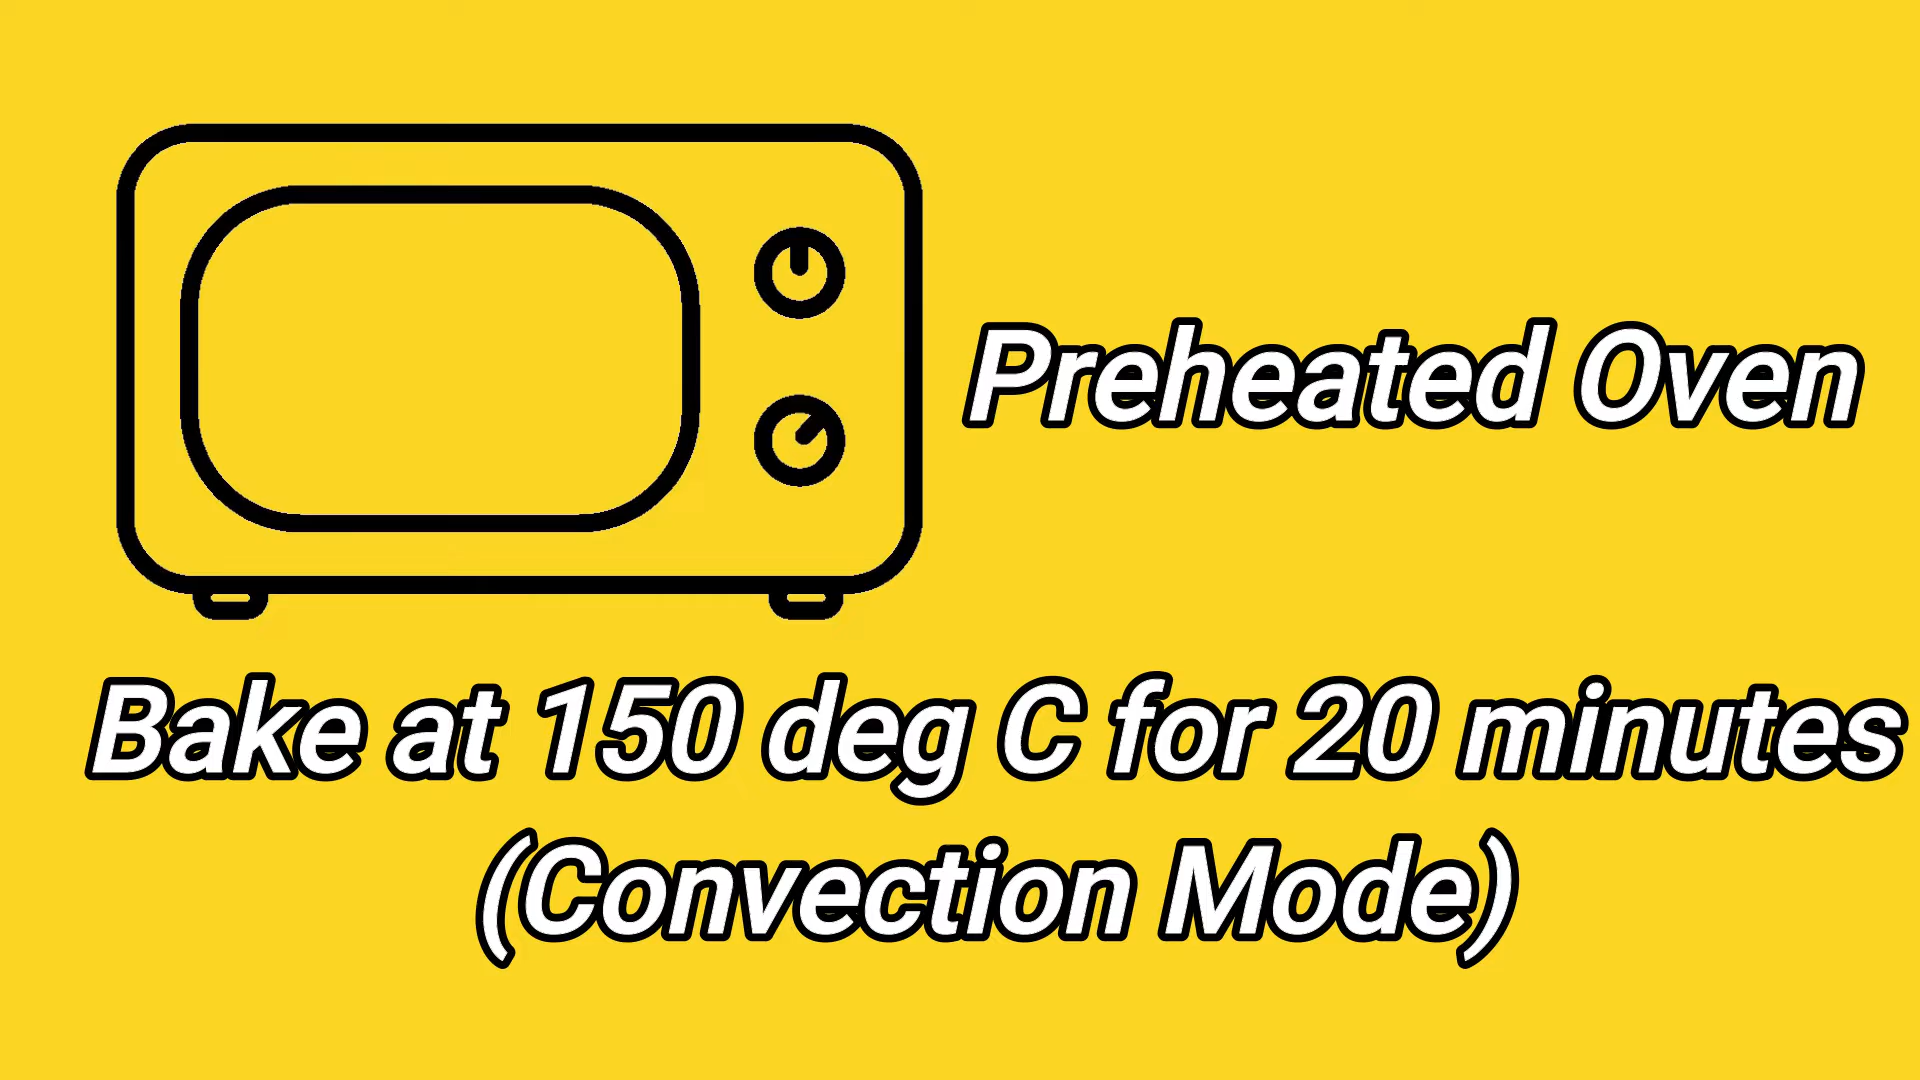 Preheated Oven
Bake at 150 deg C for 20 minutes
(Convection Mode)